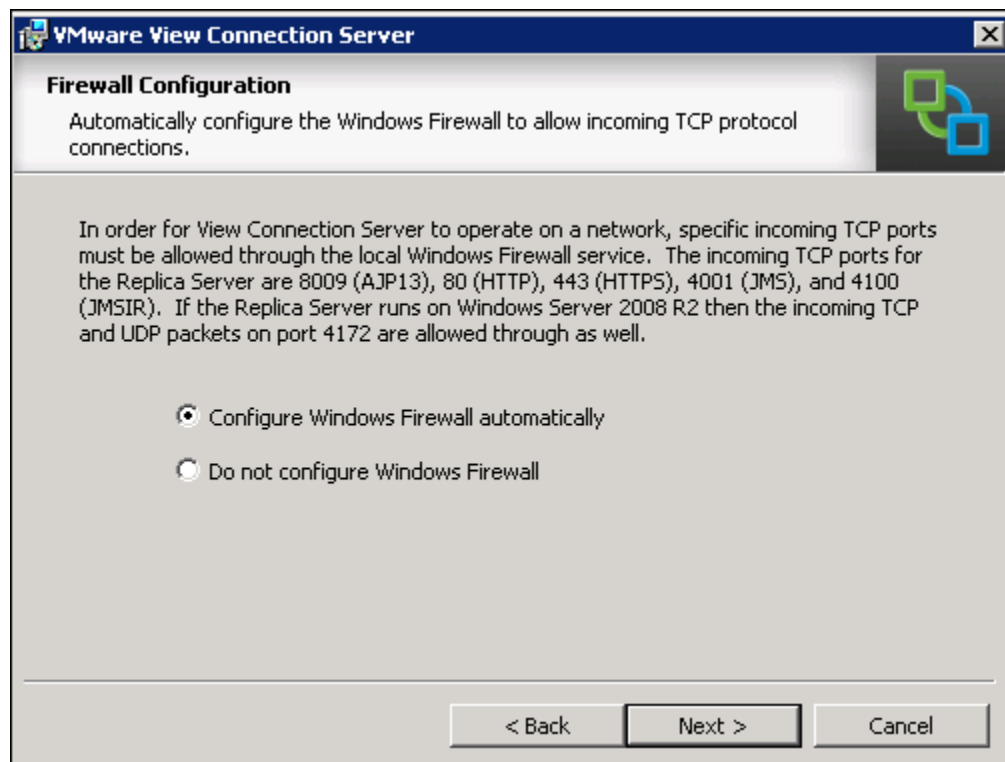 VMware View Connection Server
Firewall Configuration
Automatically configure the Windows Firewall to allow incoming TCP protocol
connections.
In order for View Connection Server to operate on a network, specific incoming TCP ports
must be allowed through the local Windows Firewall service.  The incoming TCP ports for
the Replica Server are 8009 (AJP13), 80 (HTTP), 443 (HTTPS), 4001 (JMS), and 4100
(JMSIR).  If the Replica Server runs on Windows Server 2008 R2 then the incoming TCP
and UDP packets on port 4172 are allowed through as well.
Configure Windows Firewall automatically
Do not configure Windows Firewall
< Back Next > Cancel